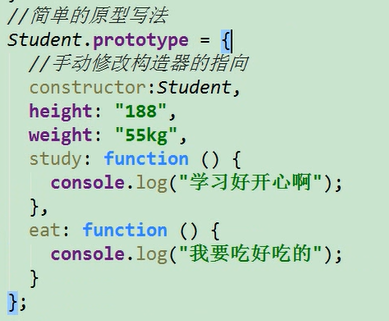 //简单的原型写法
Student.prototype = {
  //手动修改构造器的指向
  constructor:Student,
  height: "188",
  weight: "55kg",
  study: function () {
    console.log("学习好开心啊");
  },
  eat: function () {
    console.log("我要吃好吃的");
  }
};